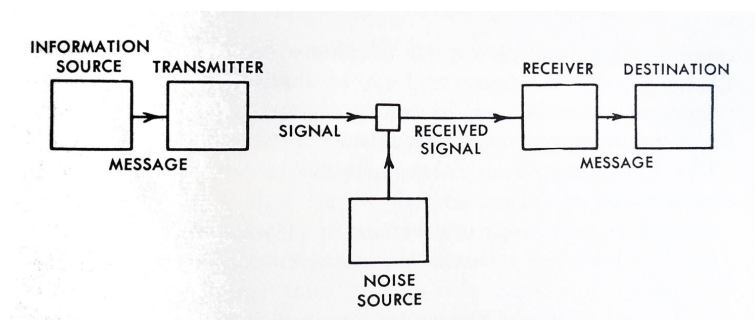 INFORMATION
SOURCE
TRANSMITTER
RECEIVER
DESTINATION
SIGNAL
RECEIVED
SIGNAL
MESSAGE
MESSAGE
NOISE
SOURCE